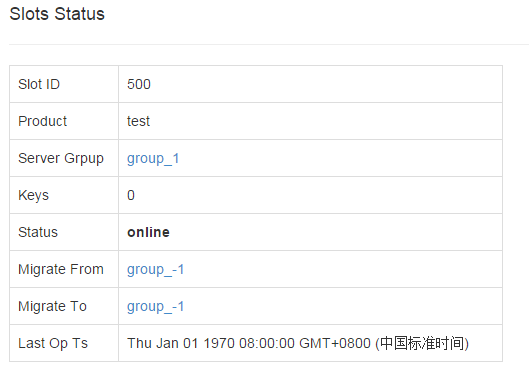 Slots Status
Slot ID 500
Product test
Server Grpup group_1
Keys 0
Status online
Migrate From group_-1
Migrate To group_-1
Last Op Ts Thu Jan 01 1970 08:00:00 GMT+0800 (中国标准时间)